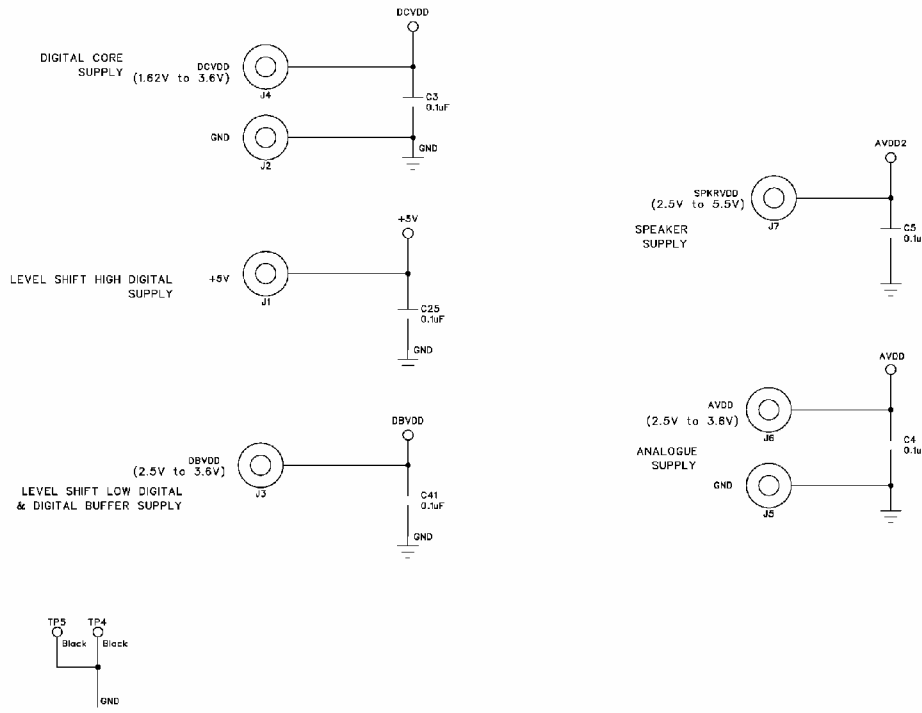 DCVDD
DIGITAL CORE
SUPPLY
DCVDD
(1.62V to 3.6V)
J4
C3
0.1uF
GND
J2
GND
+5V
LEVEL SHIFT HIGH DIGITAL
SUPPLY
+5V
J1
C25
0.1uF
GND
DBVDD
DBVDD
(2.5V to 3.6V)
J3
LEVEL SHIFT LOW DIGITAL
& DIGITAL BUFFER SUPPLY
C41
0.1uF
GND
TP5
TP4
Black
Black
GND
AVDD2
SPKRVDD
(2.5V to 5.5V)
J7
SPEAKER
SUPPLY
C5
0.1u
AVDD
AVDD
(2.5V to 3.6V)
J6
ANALOGUE
SUPPLY
C4
0.1u
GND
J5